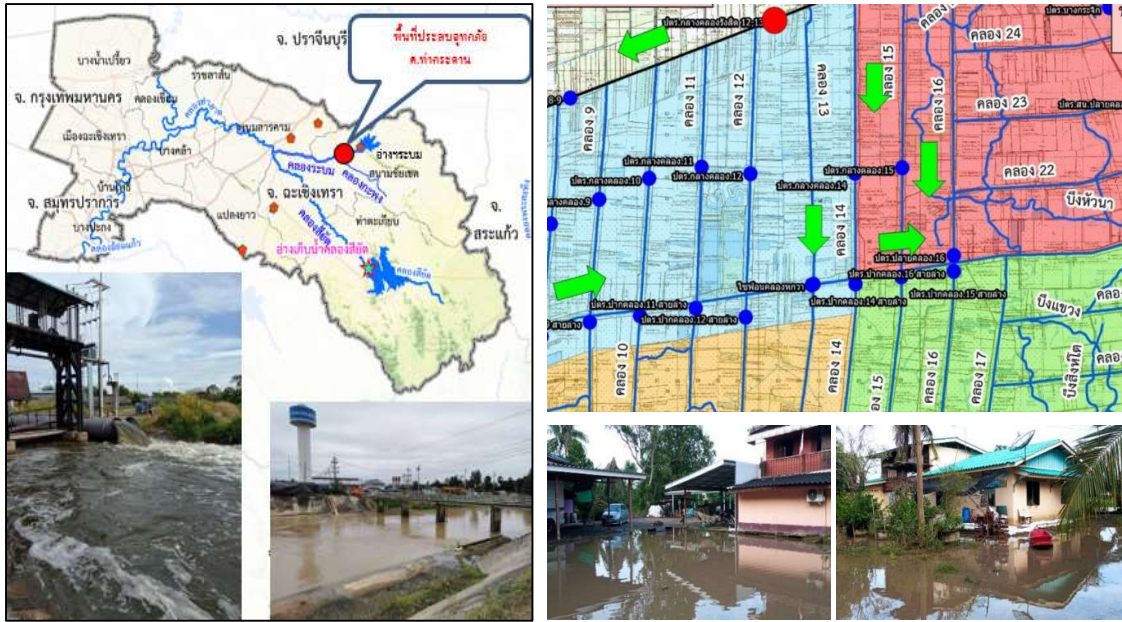 พื้นที่ประสบอุทกภัย
ต.ท่ากระดาน
จ. ปราจีนบุรี
บางน้ำเปรี้ยว
ราชสาส์น
จ. กรุงเทพมหานคร
คลองเขื่อน
พนมสารคาม
เมืองฉะเชิงเทรา
บางคล้า
อ่างฯระบม
สนามชัยเขต
คลองระบม
คลองกะพง
บ้านโพธิ์
จ. ฉะเชิงเทรา
จ. สมุทรปราการ
แปลงยาว
ท่าตะเกียบ
จ.
สระแก้ว
บางปะกง
คลองสียัด
อ่างเก็บน้ำคลองสียัด
คลองสียัด
ปตร.กลางคลองรังสิต 12-13
ปตร.บางกระจิก
คลอง 24
คลอง 15
คลอง 16
คลอง 9
คลอง 11
คลอง 12
คลอง 13
คลอง 23
8-9
ปตร.สน.ปลายคลอง
ปตร.กลางคลอง.11
ปตร.กลางคลอง.10
ปตร.กลางคลอง.12
ปตร.กลางคลอง.14
ปตร.กลางคลอง.15
คลอง 22
บึงหัวนา
กลางคลอง.9
คลอง 14
ปตร.ปลายคลอง.16
ปตร.ปากคลอง.16 สายล่าง
ไซฟอนคลองหกวา
ปตร.ปากคลอง.14 สายล่าง
ปตร.ปากคลอง.15 สายล่าง
ปตร.ปากคลอง.11 สายล่าง
ปตร.ปากคลอง.12 สายล่าง
สายล่าง
บึงแขวง
คลอง
คลอง 10
คลอง 14
คลอง 15
คลอง 16
คลอง 17
บึงสิงห์โต
คลอง